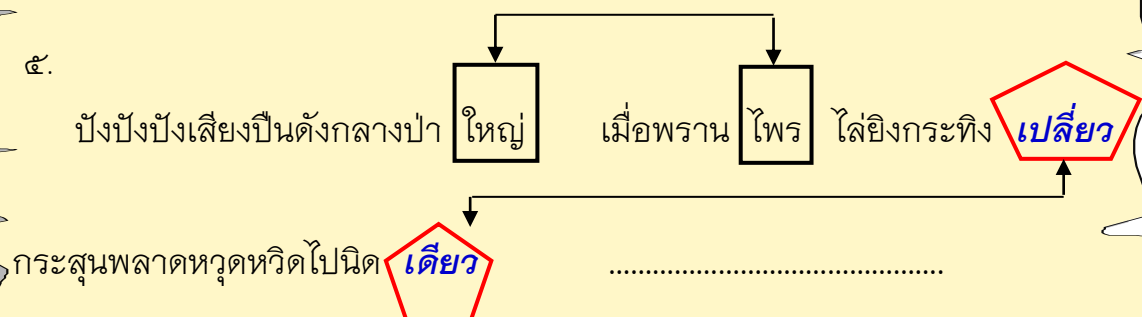 ๕.
ปังปังปังเสียงปืนดังกลางป่า ใหญ่ เมื่อพราน ไพร ไล่ยิงกระทิง เปลี่ยว
กระสุนพลาดหวุดหวิดไปนิด เดียว ..............................................